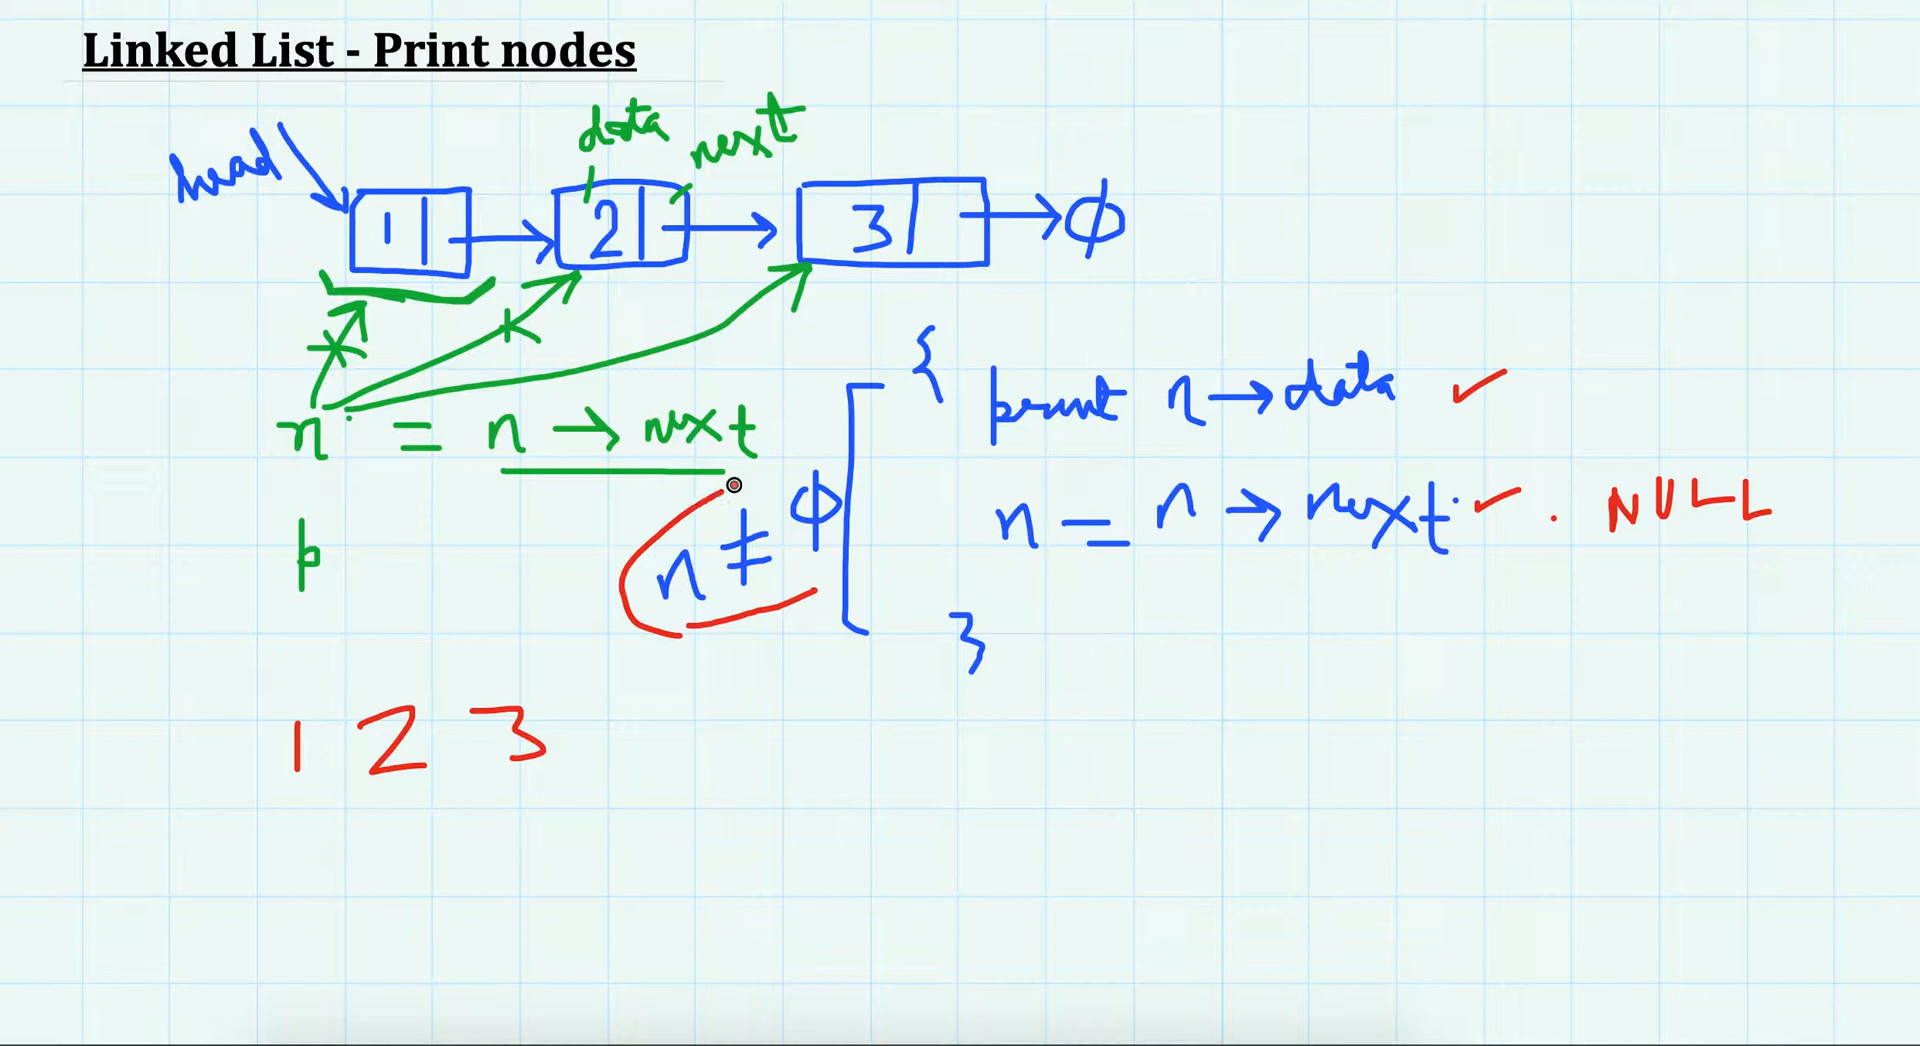 Linked List - Print nodes
data next
head
1 2 3 ϕ
{
print n → data ✓
n = n → next
n = n → next ✓ . NULL
n ≠ ϕ
p
}
1 2 3